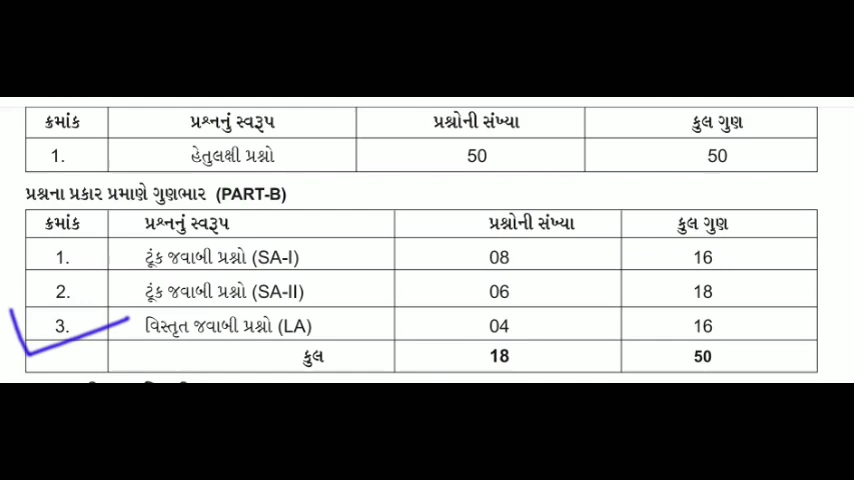 ક્રમાંક પ્રશ્નનું સ્વરૂપ પ્રશ્નોની સંખ્યા કુલ ગુણ
1. હેતુલક્ષી પ્રશ્નો 50 50
પ્રશ્નના પ્રકાર પ્રમાણે ગુણભાર (PART-B)
ક્રમાંક પ્રશ્નનું સ્વરૂપ પ્રશ્નોની સંખ્યા કુલ ગુણ
1. ટૂંક જવાબી પ્રશ્નો (SA-I) 08 16
2. ટૂંક જવાબી પ્રશ્નો (SA-II) 06 18
3. વિસ્તૃત જવાબી પ્રશ્નો (LA) 04 16
કુલ 18 50